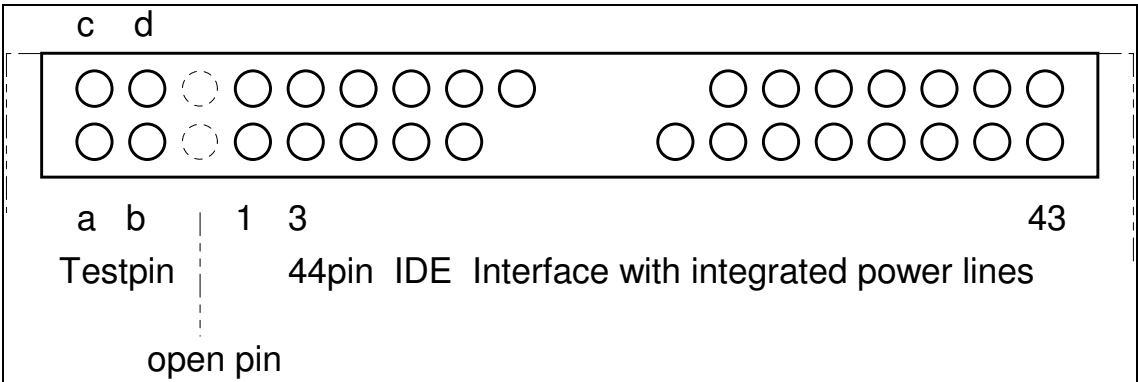 c d
a b 1 3 43
Testpin 44pin IDE Interface with integrated power lines
open pin